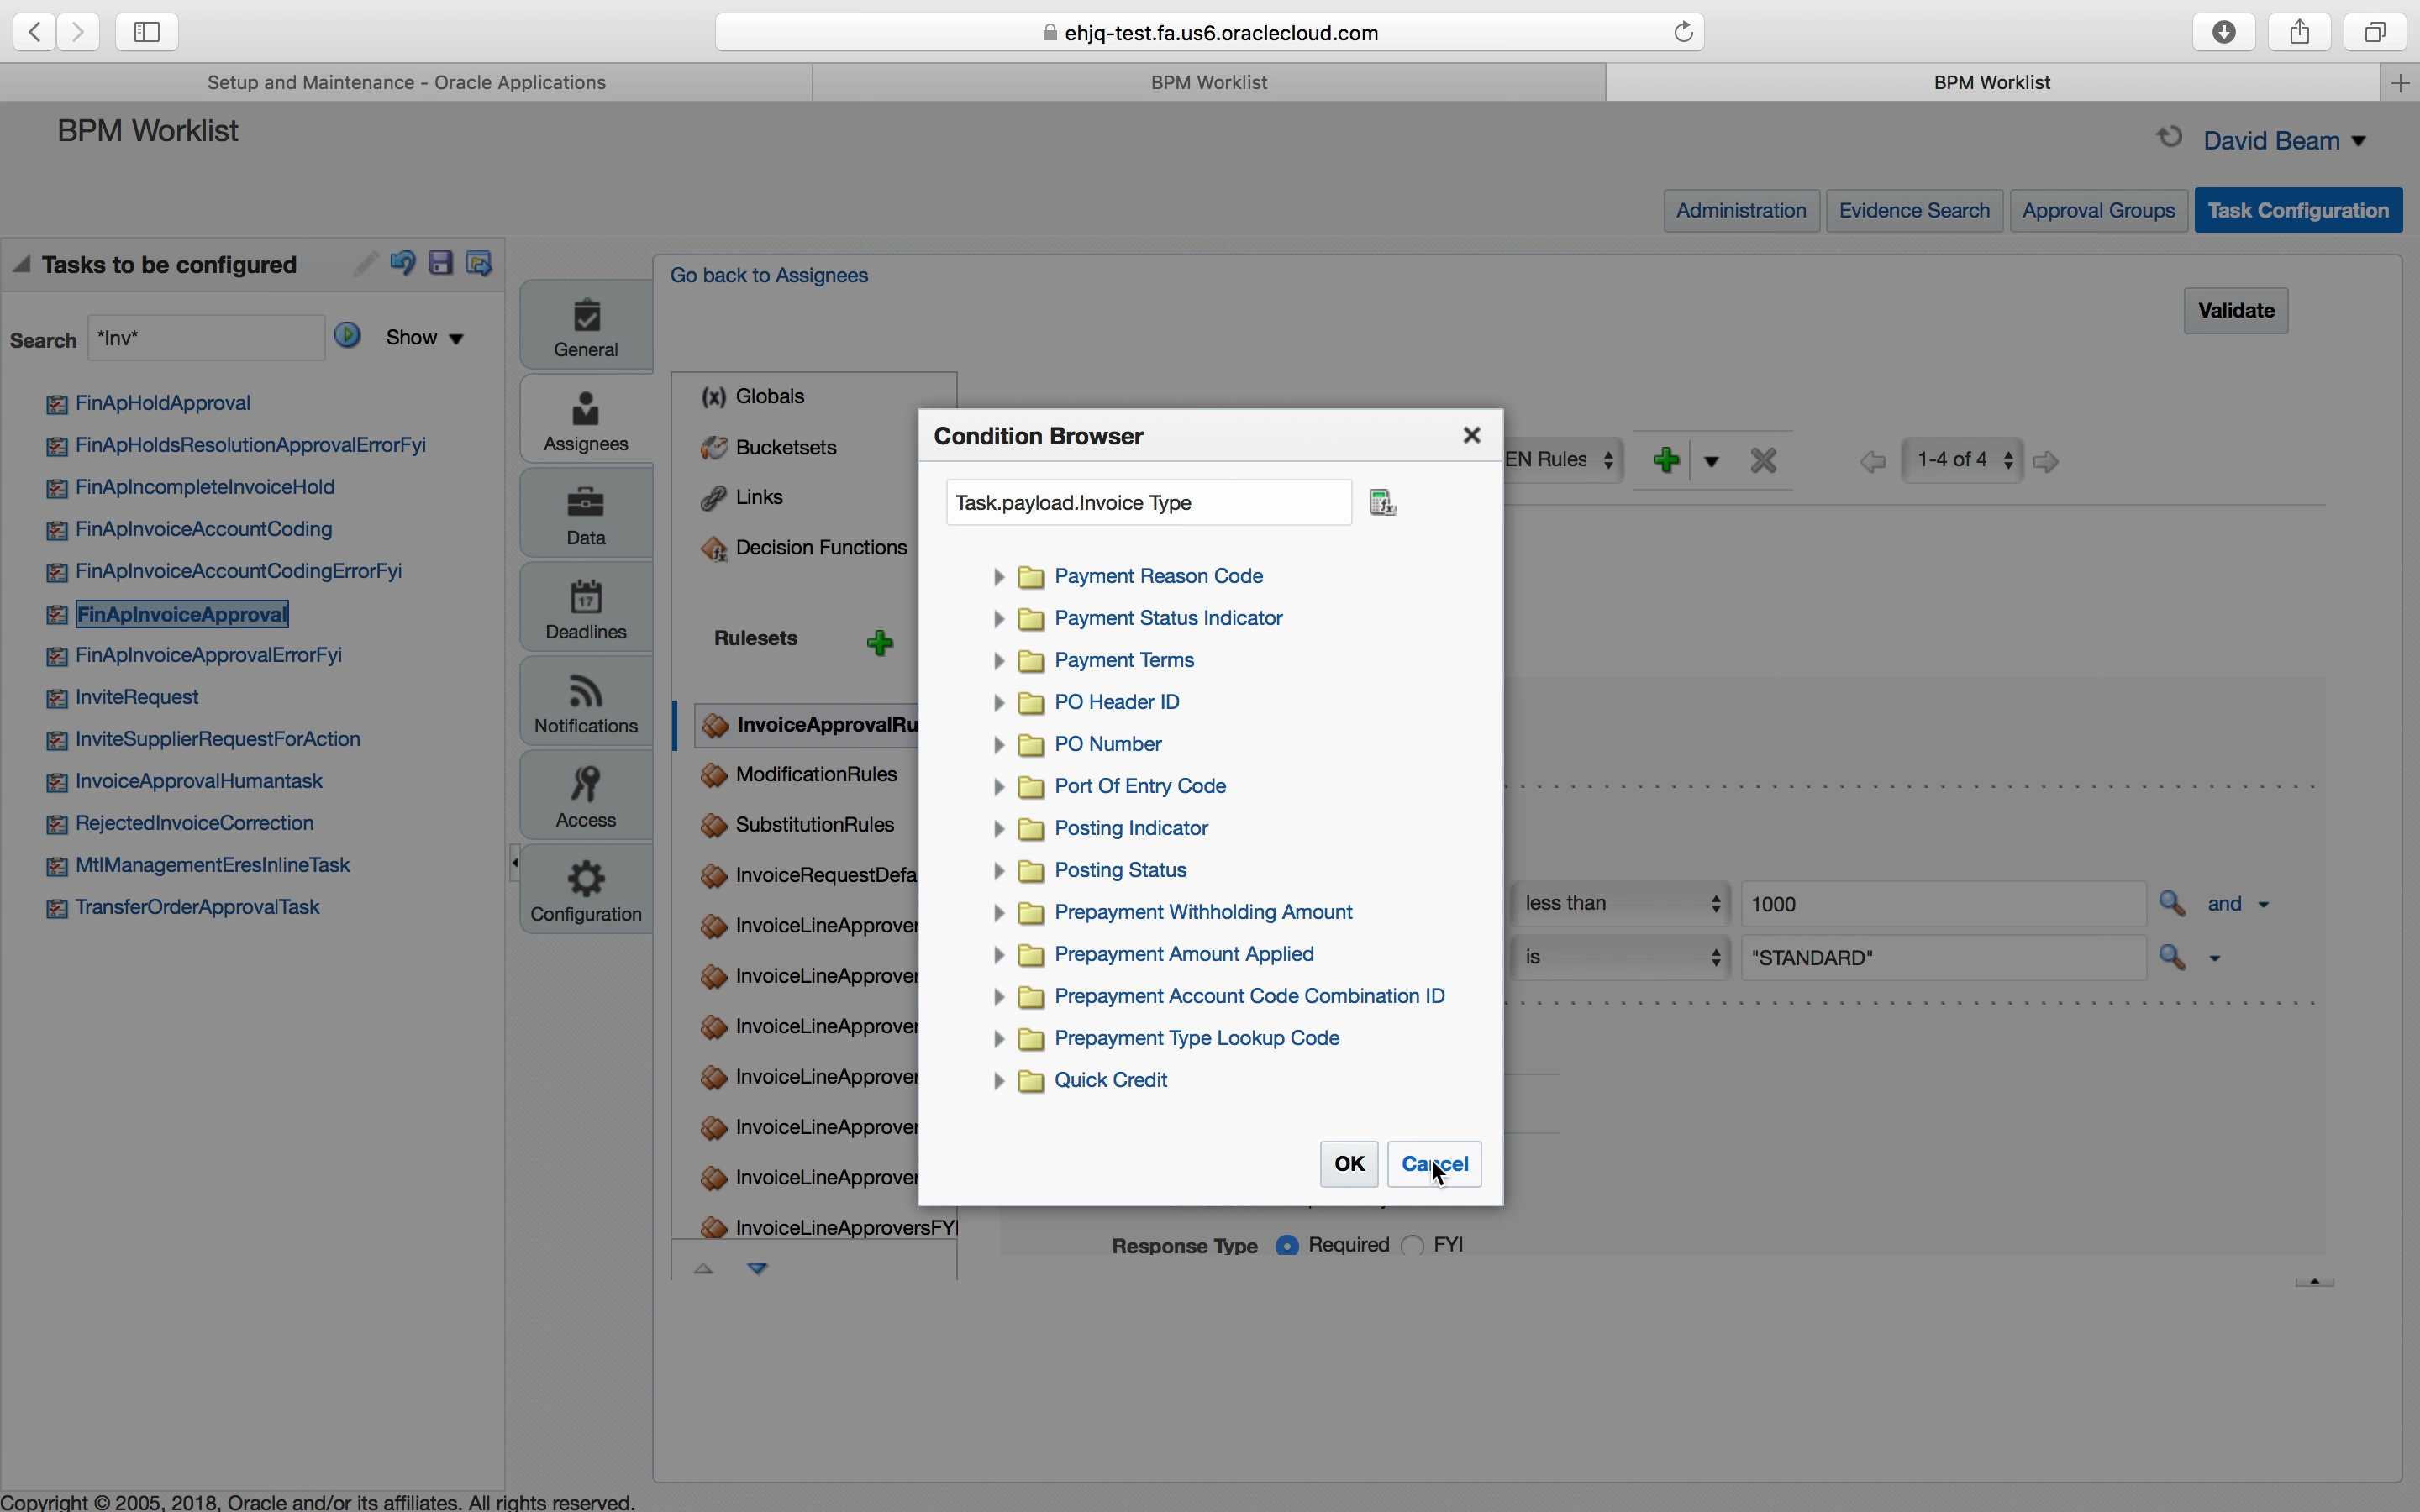 ehjq-test.fa.us6.oraclecloud.com
Setup and Maintenance - Oracle Applications
BPM Worklist
BPM Worklist
BPM Worklist
David Beam
Administration
Evidence Search
Approval Groups
Task Configuration
Tasks to be configured
Search
*Inv*
Show
FinApHoldApproval
FinApHoldsResolutionApprovalErrorFyi
FinApIncompleteInvoiceHold
FinApInvoiceAccountCoding
FinApInvoiceAccountCodingErrorFyi
FinApInvoiceApproval
FinApInvoiceApprovalErrorFyi
InviteRequest
InviteSupplierRequestForAction
InvoiceApprovalHumantask
RejectedInvoiceCorrection
MtlManagementEresInlineTask
TransferOrderApprovalTask
General
Assignees
Data
17
Deadlines
Notifications
Access
Configuration
Go back to Assignees
Validate
(x) Globals
Bucketsets
Links
Decision Functions
Rulesets
InvoiceApprovalRu
ModificationRules
SubstitutionRules
InvoiceRequestDefa
InvoiceLineApprover
InvoiceLineApprover
InvoiceLineApprover
InvoiceLineApprover
InvoiceLineApprover
InvoiceLineApprover
InvoiceLineApproversFYI
EN Rules
1-4 of 4
Condition Browser
Task.payload.Invoice Type
Payment Reason Code
Payment Status Indicator
Payment Terms
PO Header ID
PO Number
Port Of Entry Code
Posting Indicator
Posting Status
Prepayment Withholding Amount
Prepayment Amount Applied
Prepayment Account Code Combination ID
Prepayment Type Lookup Code
Quick Credit
OK
Cancel
less than
1000
and
is
"STANDARD"
Response Type
Required
FYI
Copyright © 2005, 2018, Oracle and/or its affiliates. All rights reserved.